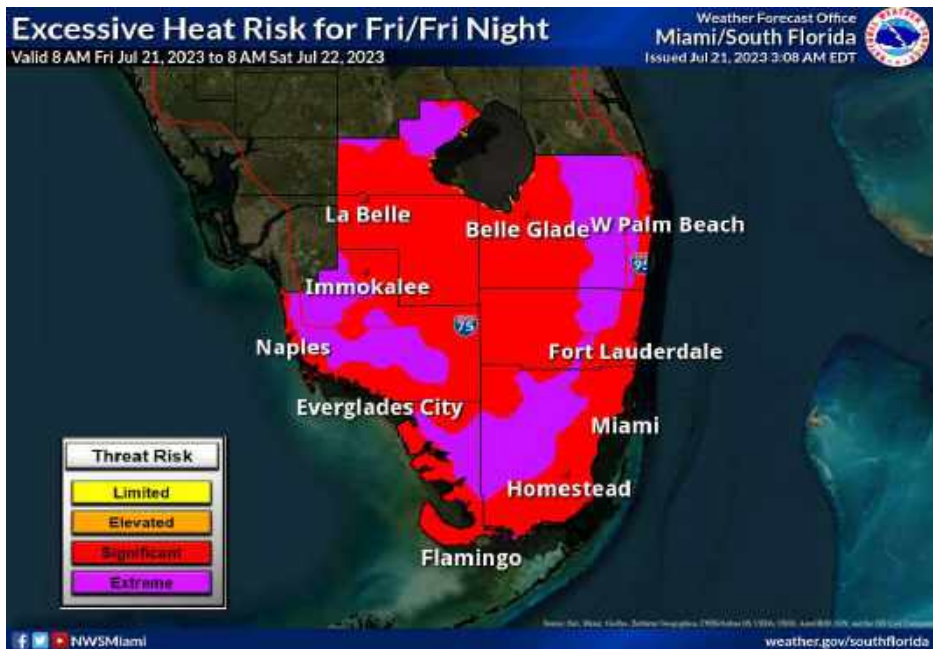 Excessive Heat Risk for Fri/Fri Night
Valid 8 AM Fri Jul 21, 2023 to 8 AM Sat Jul 22, 2023
Weather Forecast Office
Miami/South Florida
Issued Jul 21, 2023 3:08 AM EDT
La Belle
Belle Glade
W Palm Beach
95
Immokalee
75
Naples
Fort Lauderdale
Everglades City
Miami
Homestead
Flamingo
Threat Risk
Limited
Elevated
Significant
Extreme
NWSMiami
weather.gov/southflorida